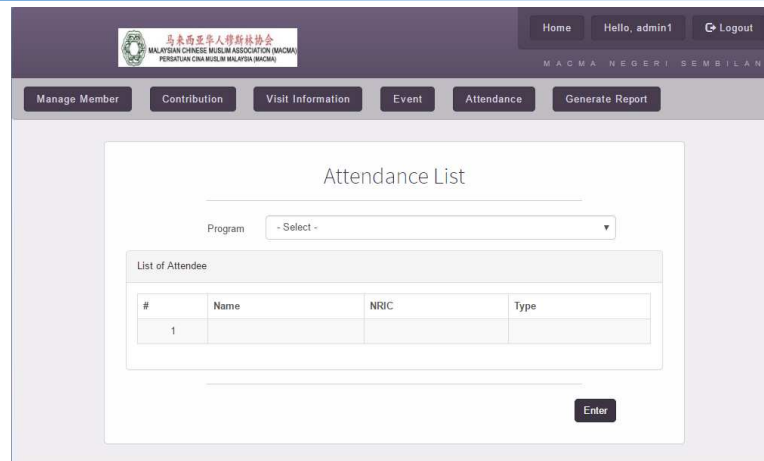 马来西亚华人穆斯林协会
MALAYSIAN CHINESE MUSLIM ASSOCIATION (MACMA)
PERSATUAN CINA MUSLIM MALAYSIA (MACMA)
Home Hello, admin1 Logout
MACMA NEGERI SEMBILAN
Manage Member Contribution Visit Information Event Attendance Generate Report
Attendance List
Program - Select -
List of Attendee
# Name NRIC Type
1
Enter